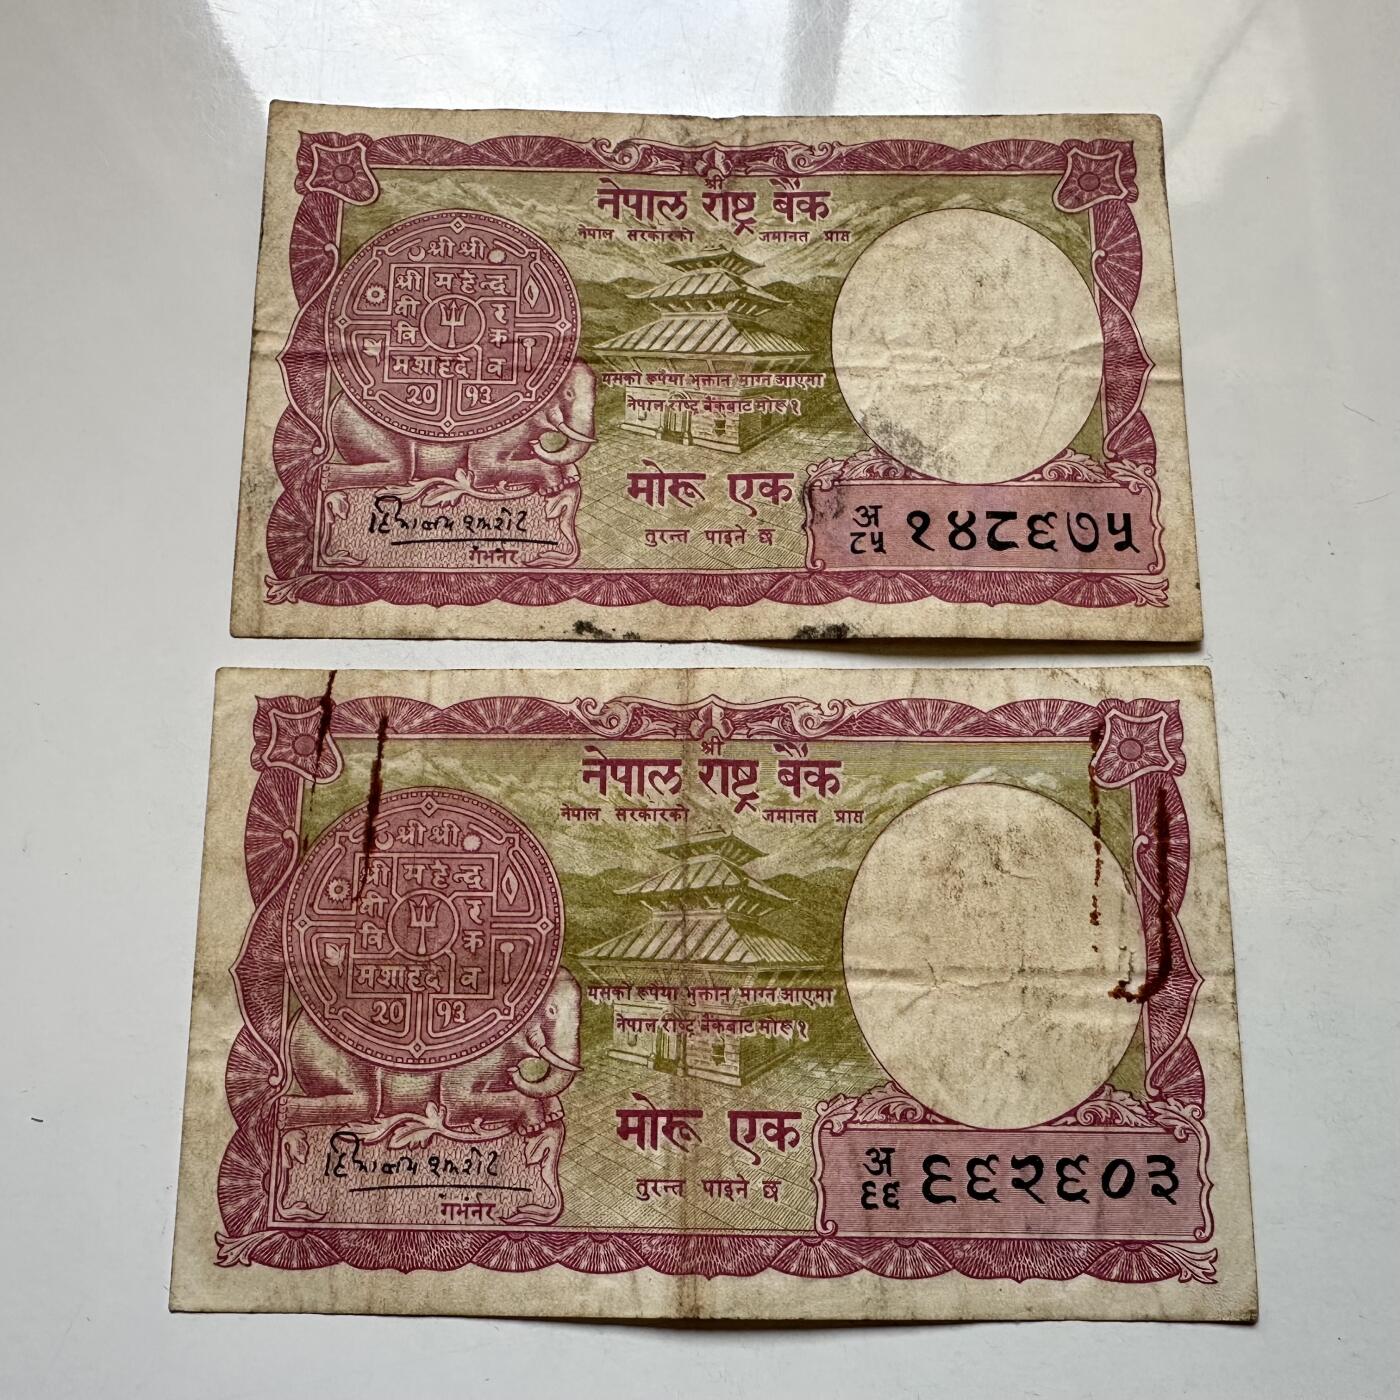 श्री
नेपाल राष्ट्र बैंक
नेपाल सरकारको जमानत प्राप्त
श्री श्री
श्री महेन्द्र
वी र
वि क्र
मशाहदे व
२० १३
यसको रूपैया भुक्तान माग्न आएमा
नेपाल राष्ट्र बैंकबाट मोरू १
मोरू एक
तुरन्त पाइने छ
गभर्नर
अ
८५ १४८६७५
श्री
नेपाल राष्ट्र बैंक
नेपाल सरकारको जमानत प्राप्त
श्री श्री
श्री महेन्द्र
वी र
वि क्र
मशाहदे व
२० १३
यसको रूपैया भुक्तान माग्न आएमा
नेपाल राष्ट्र बैंकबाट मोरू १
मोरू एक
तुरन्त पाइने छ
गभर्नर
अ
६६ ६६२६०३